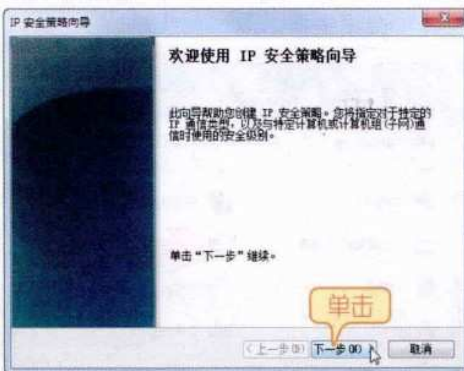 IP 安全策略向导
欢迎使用 IP 安全策略向导
此向导帮助您创建 IP 安全策略。您将指定对于特定的
IP 通信类型，以及与特定计算机或计算机组(子网)通
信时使用的安全级别。
单击“下一步”继续。
单击
<上一步(B) 下一步(N) > 取消